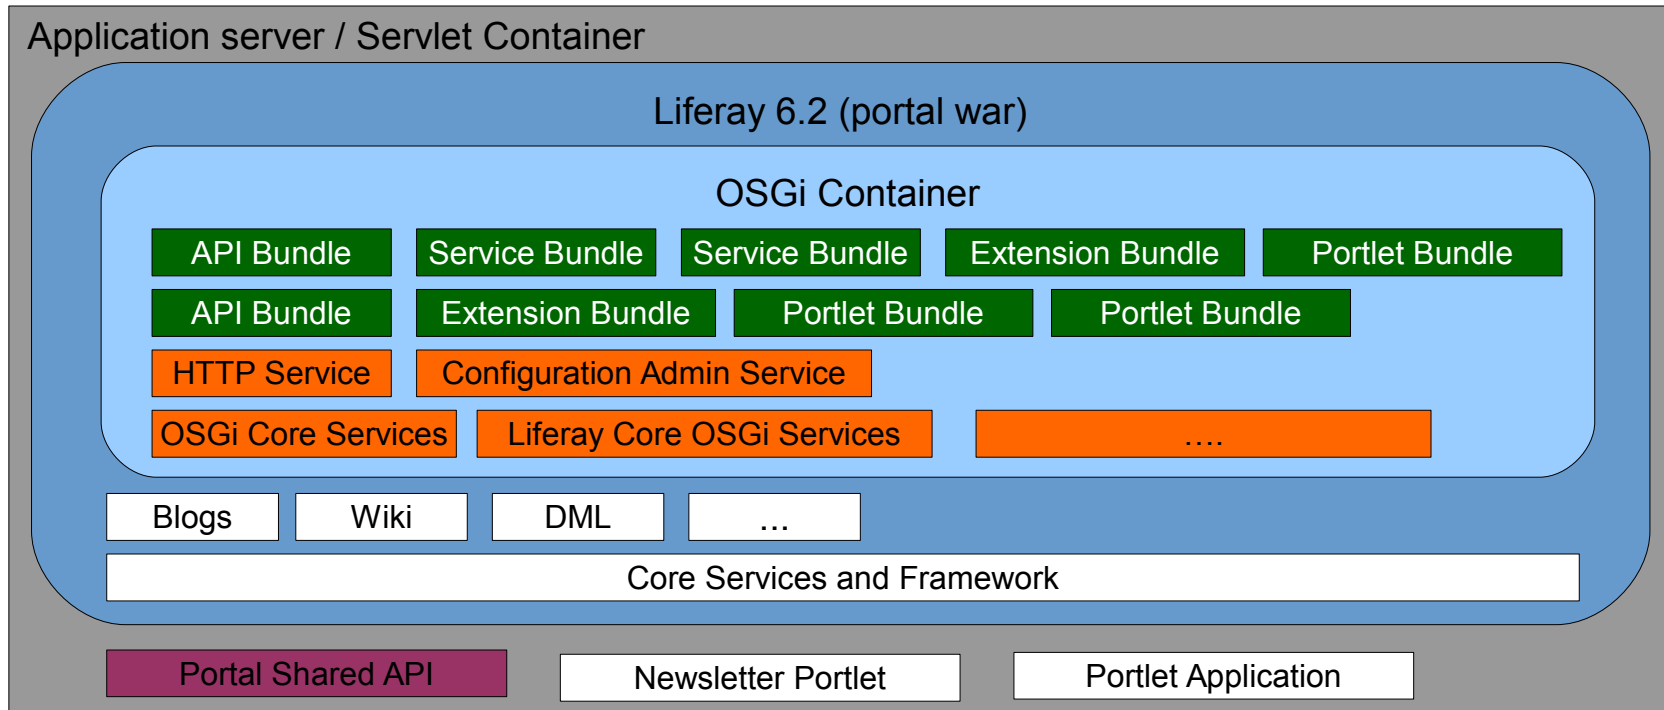 Application server / Servlet Container
Liferay 6.2 (portal war)
OSGi Container
API Bundle Service Bundle Service Bundle Extension Bundle Portlet Bundle
API Bundle Extension Bundle Portlet Bundle Portlet Bundle
HTTP Service Configuration Admin Service
OSGi Core Services Liferay Core OSGi Services ....
Blogs Wiki DML ...
Core Services and Framework
Portal Shared API Newsletter Portlet Portlet Application